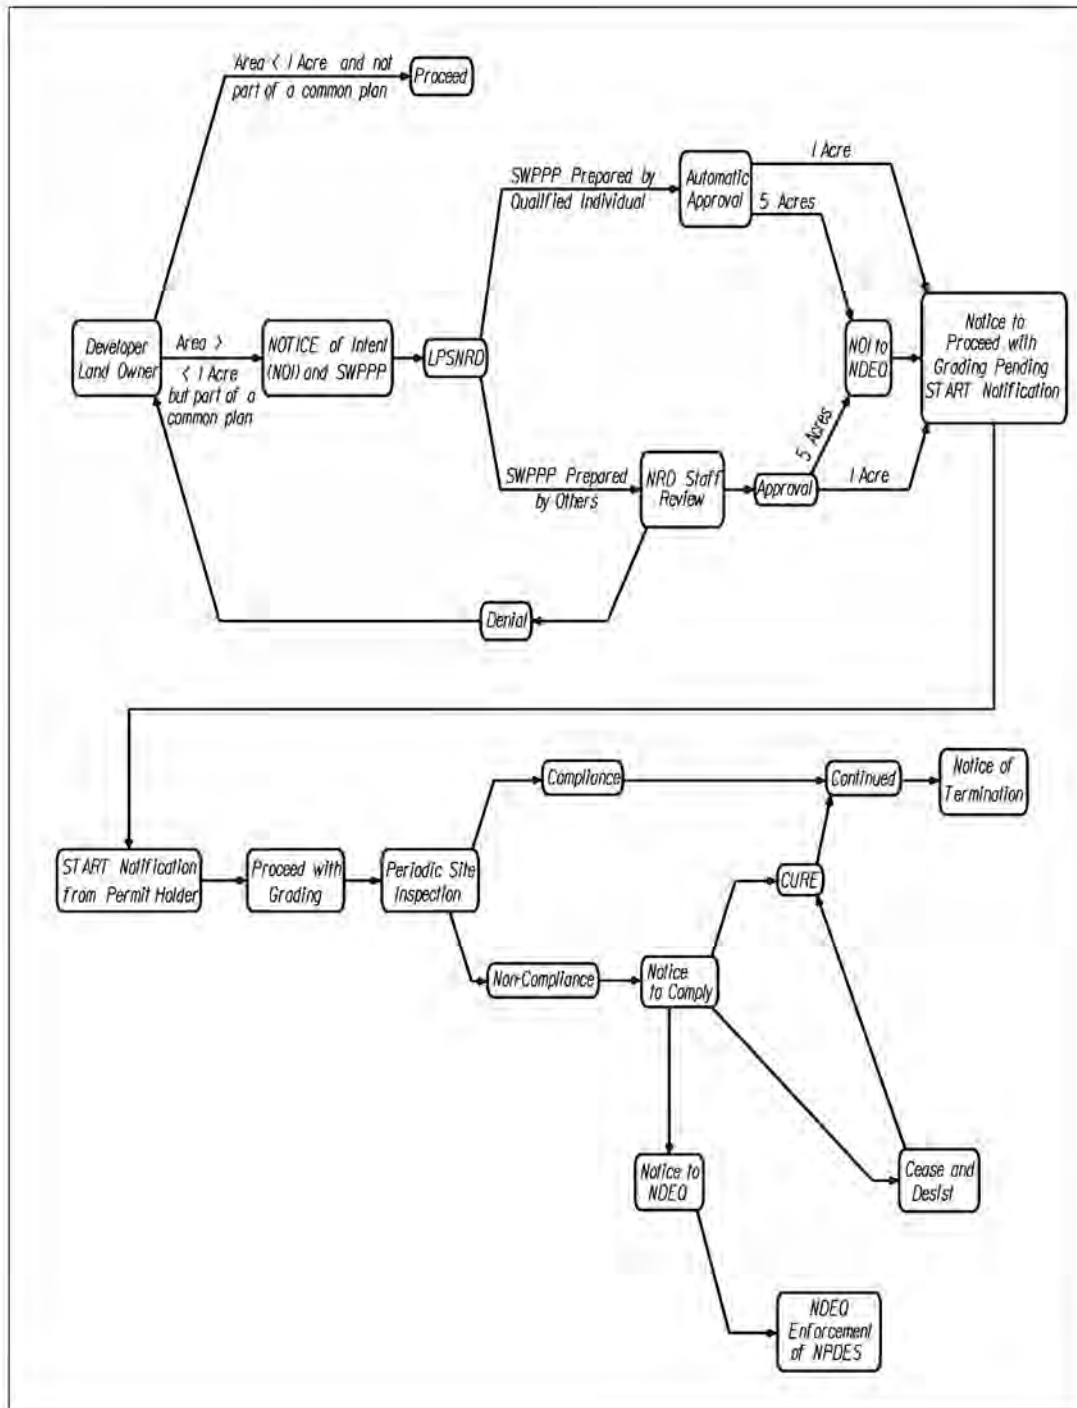 Area < 1 Acre and not
part of a common plan
Proceed
1 Acre
SWPPP Prepared by
Qualified Individual
Automatic
Approval
5 Acres
Developer
Land Owner
Area >
< 1 Acre
but part of a
common plan
NOTICE of Intent
(NOI) and SWPPP
LPSNRD
NOI to
NDEQ
Notice to
Proceed with
Grading Pending
START Notification
5 Acres
SWPPP Prepared
by Others
NRD Staff
Review
Approval
1 Acre
Denial
Compliance
Continued
Notice of
Termination
START Notification
from Permit Holder
Proceed with
Grading
Periodic Site
Inspection
CURE
Non-Compliance
Notice
to Comply
Notice to
NDEQ
Cease and
Desist
NDEQ
Enforcement
of NPDES